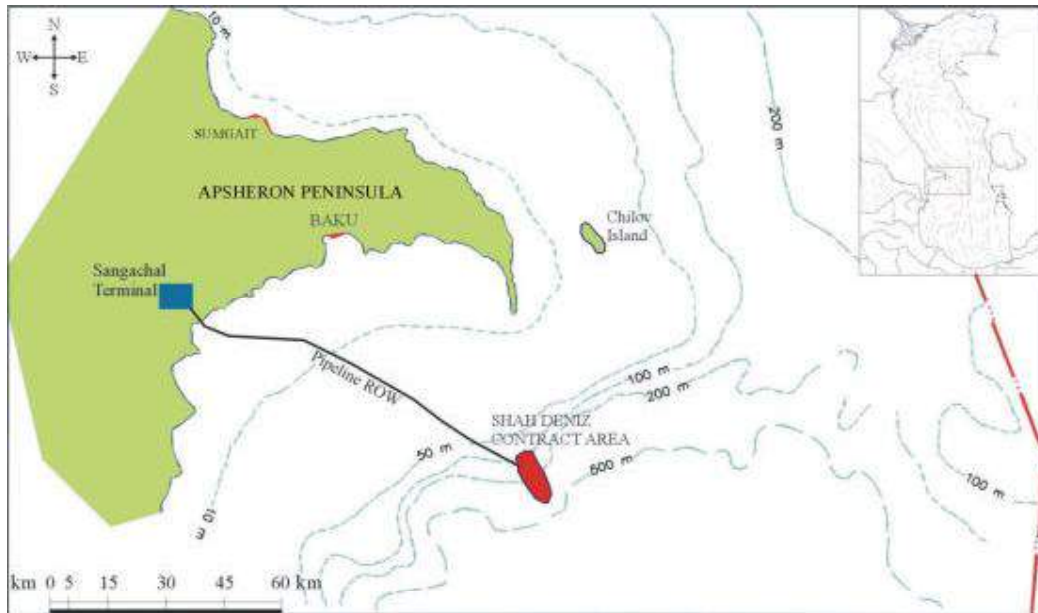 N
W E
S
10 m
SUMGAIT
APSHERON PENINSULA
BAKU
Sangachal
Terminal
Chilov
Island
200 m
Pipeline ROW
100 m
200 m
SHAH DENIZ
CONTRACT AREA
50 m
500 m
100 m
10 m
km 0 5 15 30 45 60 km